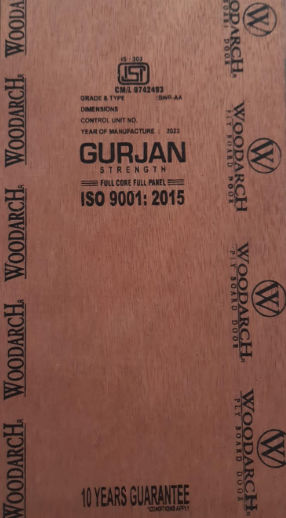 IS : 303
ISI
CM/L 9742493
GRADE & TYPE : BWR-AA
DIMENSIONS
CONTROL UNIT NO.
YEAR OF MANUFACTURE : 2023
GURJAN
STRENGTH
FULL CORE FULL PANEL
ISO 9001: 2015
10 YEARS GUARANTEE
*CONDITIONS APPLY
WOODARCH
WOODARCH
WOODARCH
WOODARCH
WOODARCH
W
WOODARCH
PLY BOARD DOOR
W
WOODARCH
PLY BOARD DOOR
W
WOODARCH
PLY BOARD DOOR
W
WOODARCH
PLY BOARD DOOR